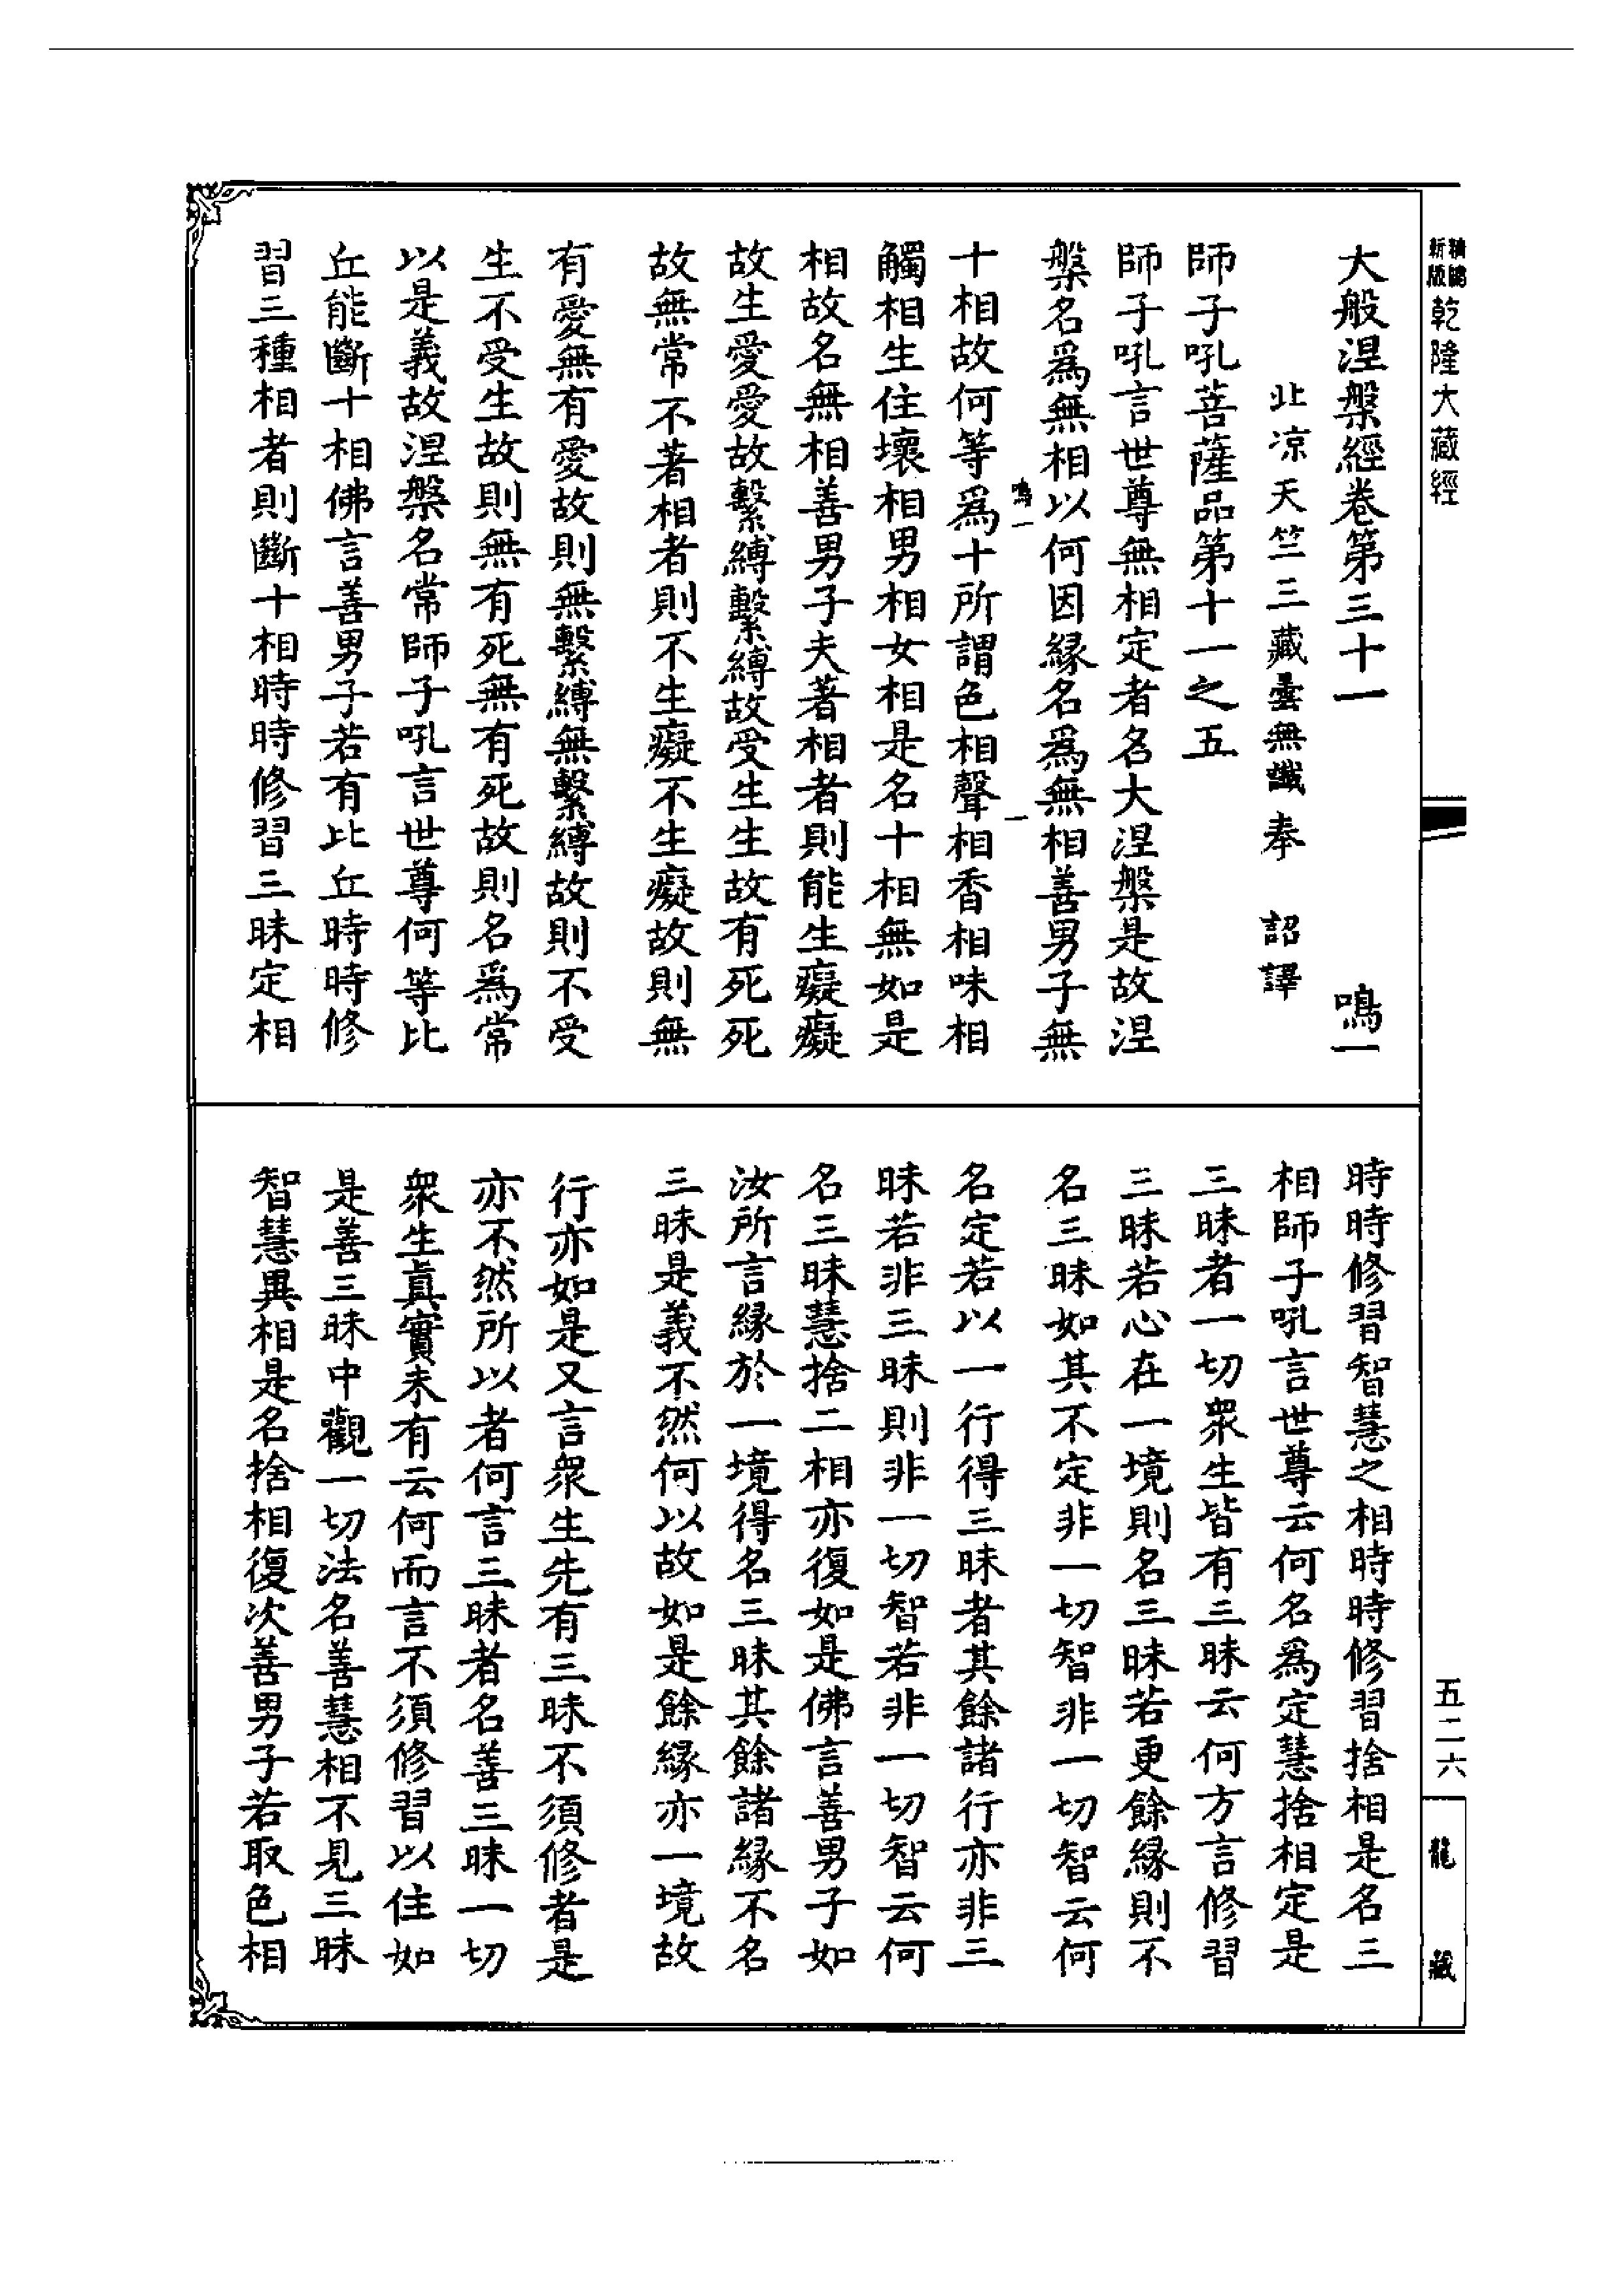 新版
精縮
乾隆大藏經
大般涅槃經卷第三十一 鳴一
北涼天竺三藏曇無讖奉 詔譯
師子吼菩薩品第十一之五
師子吼言世尊無相定者名大涅槃是故涅
槃名爲無相以何因緣名爲無相善男子無
鳴一 一
十相故何等爲十所謂色相聲相香相味相
觸相生住壞相男相女相是名十相無如是
相故名無相善男子夫著相者則能生癡癡
故生愛愛故繫縛繫縛故受生生故有死死
故無常不著相者則不生癡不生癡故則無
有愛無有愛故則無繫縛無繫縛故則不受
生不受生故則無有死無有死故則名爲常
以是義故涅槃名常師子吼言世尊何等比
丘能斷十相佛言善男子若有比丘時時修
習三種相者則斷十相時時修習三昧定相
時時修習智慧之相時時修習捨相是名三
相師子吼言世尊云何名爲定慧捨相定是
三昧者一切衆生皆有三昧云何方言修習
三昧若心在一境則名三昧若更餘緣則不
名三昧如其不定非一切智非一切智云何
名定若以一行得三昧者其餘諸行亦非三
昧若非三昧則非一切智若非一切智云何
名三昧慧捨二相亦復如是佛言善男子如
汝所言緣於一境得名三昧其餘諸緣不名
三昧是義不然何以故如是餘緣亦一境故
行亦如是又言衆生先有三昧不須修者是
亦不然所以者何言三昧者名善三昧一切
衆生真實未有云何而言不須修習以住如
是善三昧中觀一切法名善慧相不見三昧
智慧異相是名捨相復次善男子若取色相
五二六
龍藏